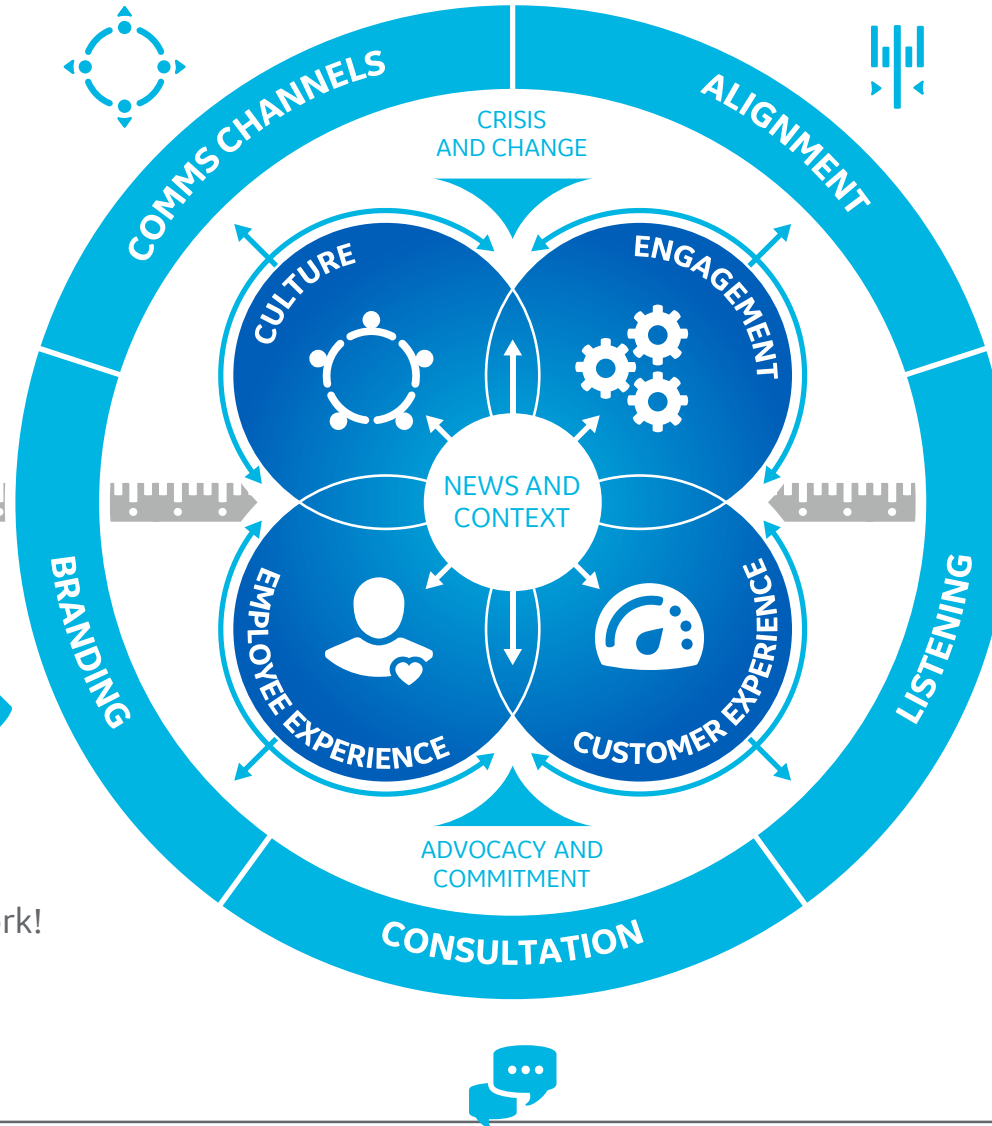 COMMS CHANNELS
ALIGNMENT
CRISIS
AND CHANGE
CULTURE
ENGAGEMENT
NEWS AND
CONTEXT
BRANDING
LISTENING
EMPLOYEE EXPERIENCE
CUSTOMER EXPERIENCE
ADVOCACY AND
COMMITMENT
CONSULTATION